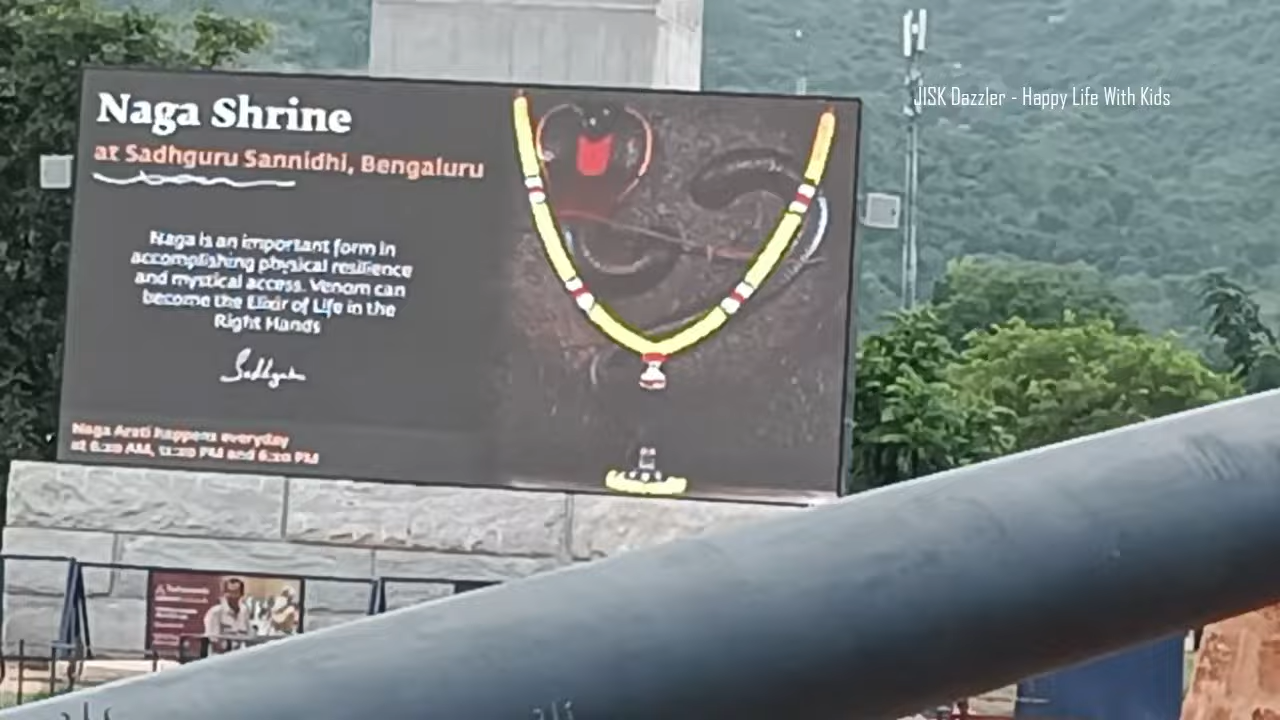 JISK Dazzler - Happy Life With Kids
Naga Shrine
at Sadhguru Sannidhi, Bengaluru
Naga is an important form in
accomplishing physical resilience
and mystical access. Venom can
become the Elixir of Life in the
Right Hands
Sadhguru
Naga Arati happens everyday
at 6:20 AM, 12:20 PM and 6:20 PM